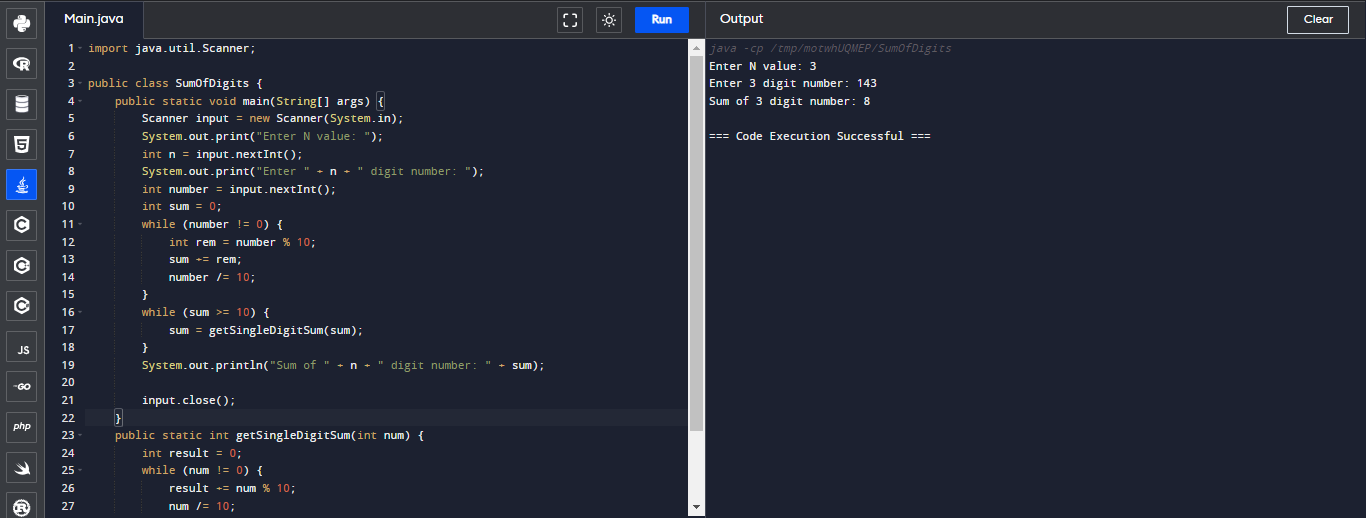 Main.java
Run
Output
Clear
1 import java.util.Scanner;
2
3 public class SumOfDigits {
4 public static void main(String[] args) {
5 Scanner input = new Scanner(System.in);
6 System.out.print("Enter N value: ");
7 int n = input.nextInt();
8 System.out.print("Enter " + n + " digit number: ");
9 int number = input.nextInt();
10 int sum = 0;
11 while (number != 0) {
12 int rem = number % 10;
13 sum += rem;
14 number /= 10;
15 }
16 while (sum >= 10) {
17 sum = getSingleDigitSum(sum);
18 }
19 System.out.println("Sum of " + n + " digit number: " + sum);
20
21 input.close();
22 }
23 public static int getSingleDigitSum(int num) {
24 int result = 0;
25 while (num != 0) {
26 result += num % 10;
27 num /= 10;
java -cp /tmp/motwhUQMEP/SumOfDigits
Enter N value: 3
Enter 3 digit number: 143
Sum of 3 digit number: 8
=== Code Execution Successful ===
R
5
C
C
C
JS
GO
php
R